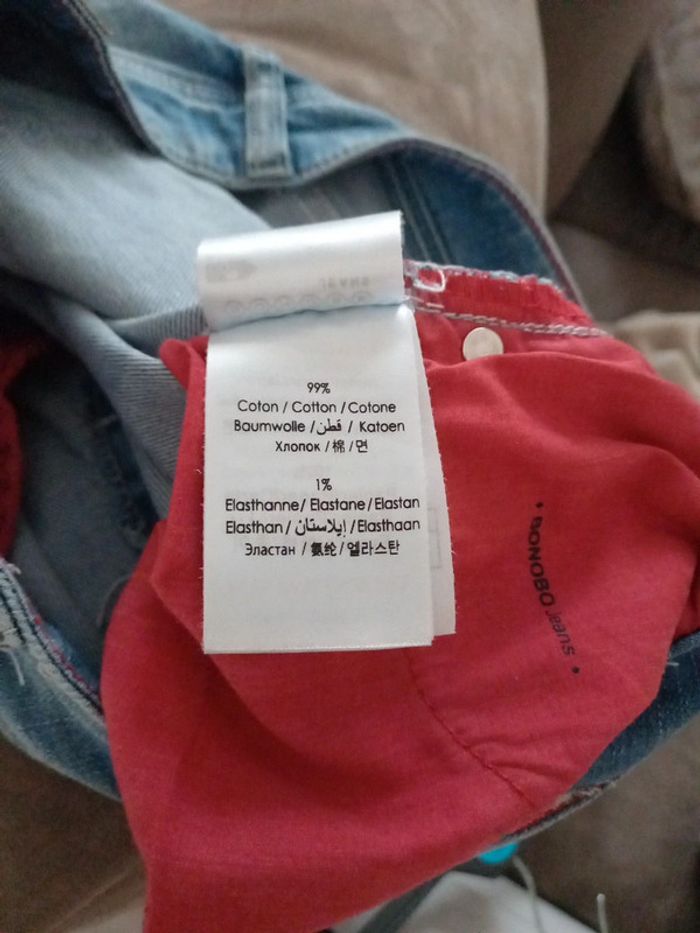 99%
Coton / Cotton / Cotone
Baumwolle / قطن / Katoen
Хлопок / 棉 / 면
1%
Elasthanne/ Elastane/ Elastan
Elasthan / إيلاستان / Elasthaan
Эластан / 氨纶 / 엘라스탄
• BONOBO Jeans •